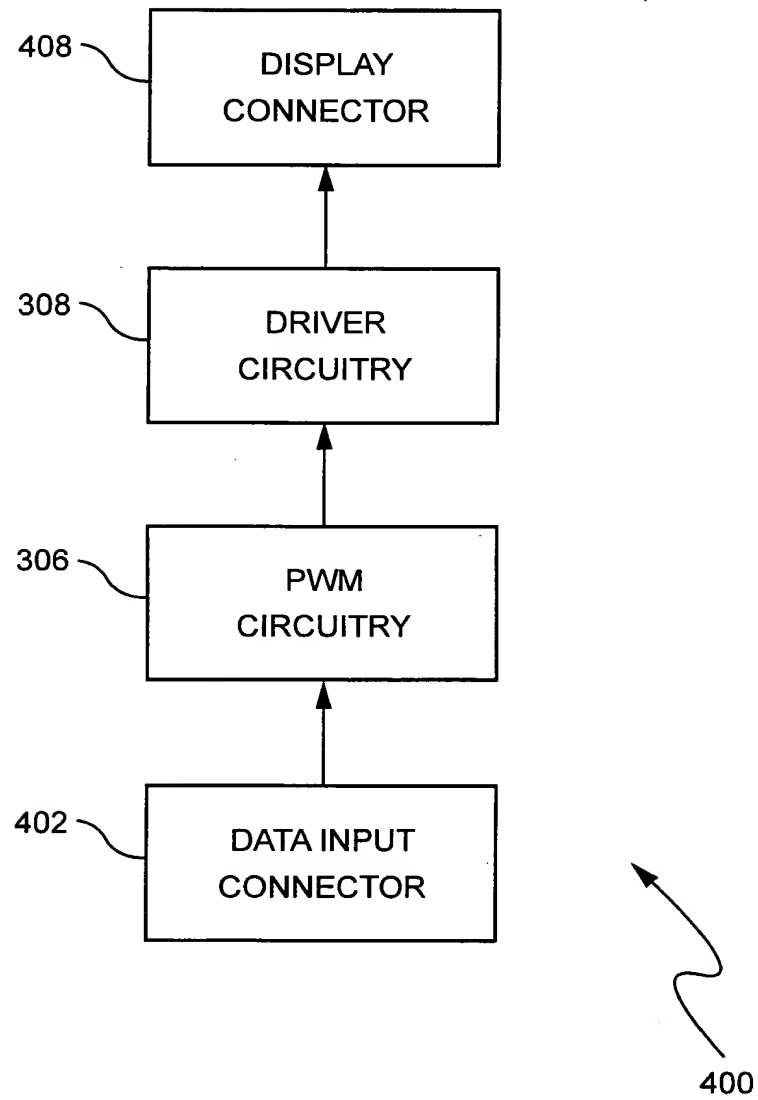 408
DISPLAY
CONNECTOR
308
DRIVER
CIRCUITRY
306
PWM
CIRCUITRY
402
DATA INPUT
CONNECTOR
400